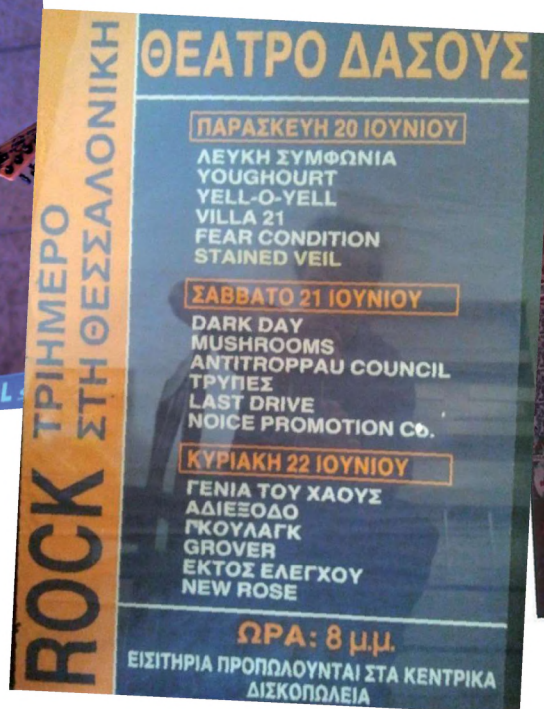 ΘΕΑΤΡΟ ΔΑΣΟΥΣ
ROCK ΤΡΙΗΜΕΡΟ
ΣΤΗ ΘΕΣΣΑΛΟΝΙΚΗ
ΠΑΡΑΣΚΕΥΗ 20 ΙΟΥΝΙΟΥ
ΛΕΥΚΗ ΣΥΜΦΩΝΙΑ
YOUGHOURT
YELL-O-YELL
VILLA 21
FEAR CONDITION
STAINED VEIL
ΣΑΒΒΑΤΟ 21 ΙΟΥΝΙΟΥ
DARK DAY
MUSHROOMS
ANTITROPPAU COUNCIL
ΤΡΥΠΕΣ
LAST DRIVE
NOICE PROMOTION CO.
ΚΥΡΙΑΚΗ 22 ΙΟΥΝΙΟΥ
ΓΕΝΙΑ ΤΟΥ ΧΑΟΥΣ
ΑΔΙΕΞΟΔΟ
ΓΚΟΥΛΑΓΚ
GROVER
ΕΚΤΟΣ ΕΛΕΓΧΟΥ
NEW ROSE
ΩΡΑ: 8 μ.μ.
ΕΙΣΙΤΗΡΙΑ ΠΡΟΠΩΛΟΥΝΤΑΙ ΣΤΑ ΚΕΝΤΡΙΚΑ
ΔΙΣΚΟΠΩΛΕΙΑ